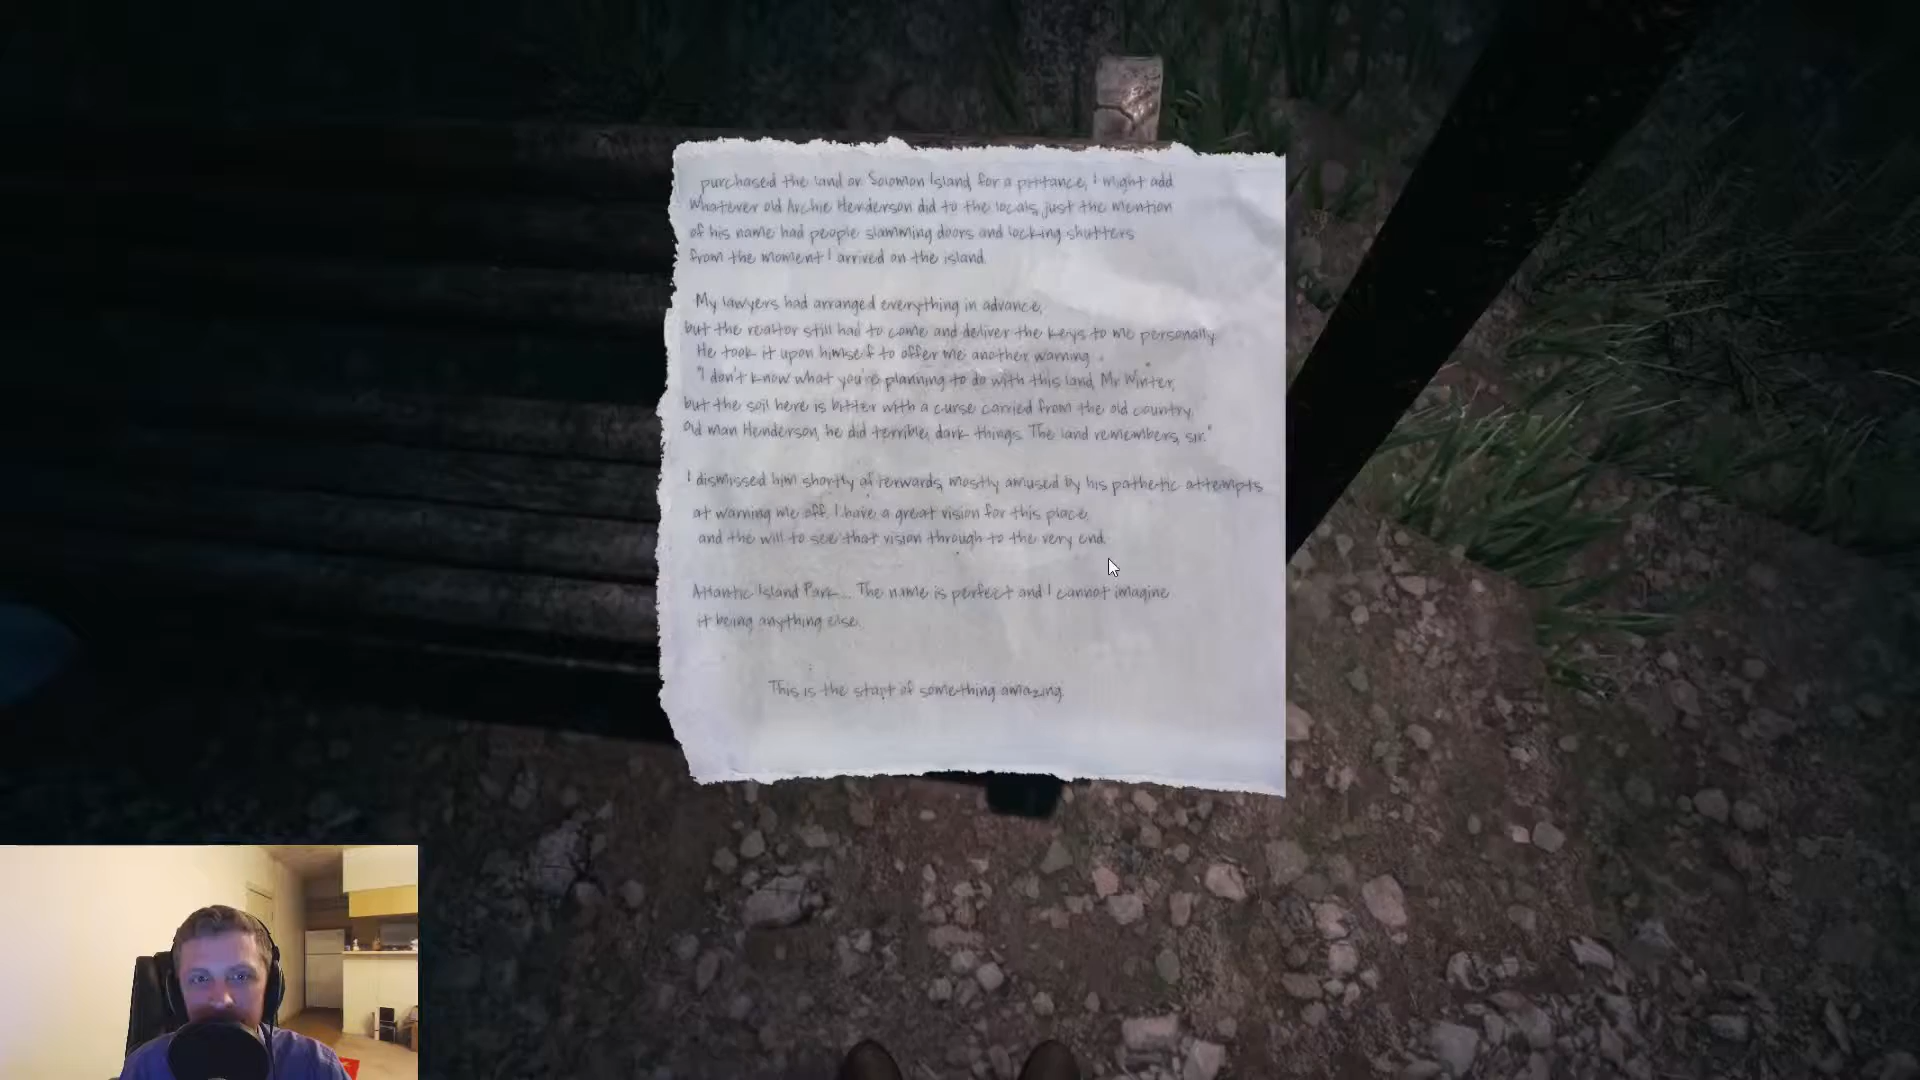 purchased the land on Solomon Island, for a pittance, I might add
Whatever old Archie Henderson did to the locals, just the mention
of his name had people slamming doors and locking shutters
from the moment I arrived on the island.
My lawyers had arranged everything in advance,
but the realtor still had to come and deliver the keys to me personally.
He took it upon himself to offer me another warning.
"I don't know what you're planning to do with this land, Mr Winter,
but the soil here is bitter with a curse carried from the old country.
Old man Henderson, he did terrible, dark things. The land remembers, sir."
I dismissed him shortly afterwards, mostly amused by his pathetic attempts
at warning me off. I have a great vision for this place,
and the will to see that vision through to the very end.
Atlantic Island Park... The name is perfect and I cannot imagine
it being anything else.
This is the start of something amazing.